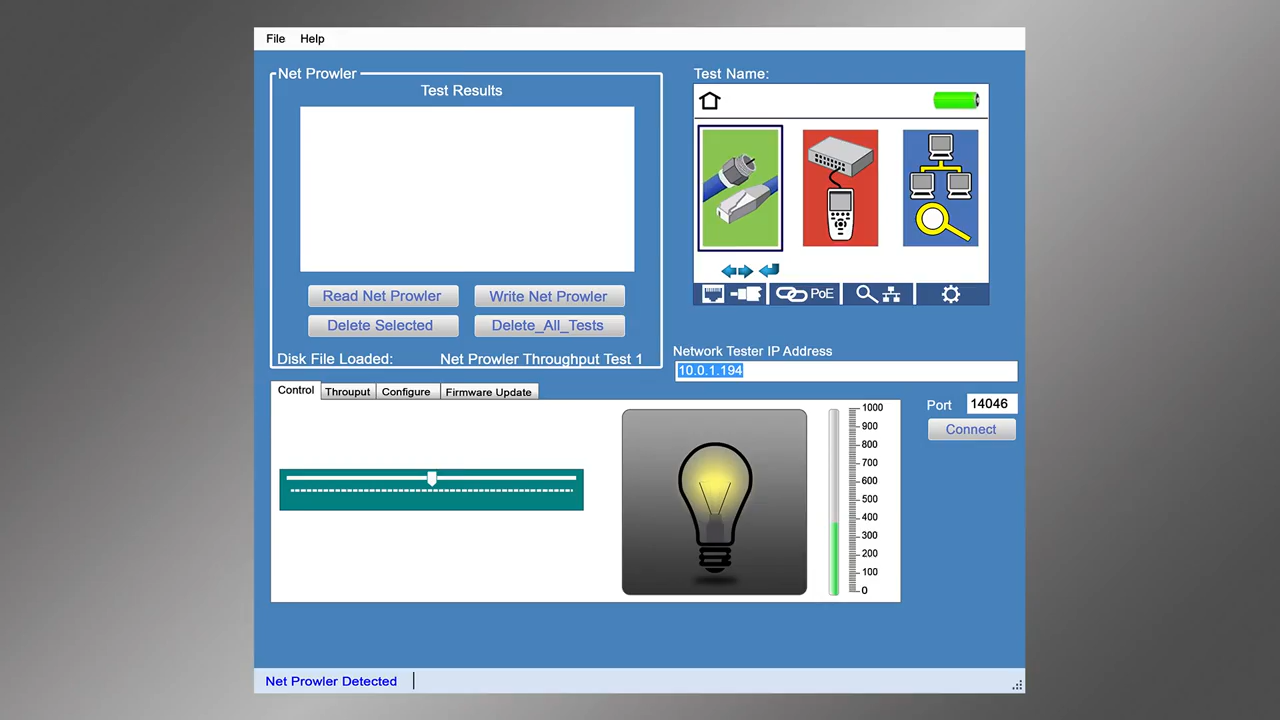 File Help
Net Prowler
Test Results
Read Net Prowler Write Net Prowler
Delete Selected Delete_All_Tests
Disk File Loaded: Net Prowler Throughput Test 1
Test Name:
PoE
Network Tester IP Address
10.0.1.194
Port 14046
Connect
Control Throuput Configure Firmware Update
1000
900
800
700
600
500
400
300
200
100
0
Net Prowler Detected